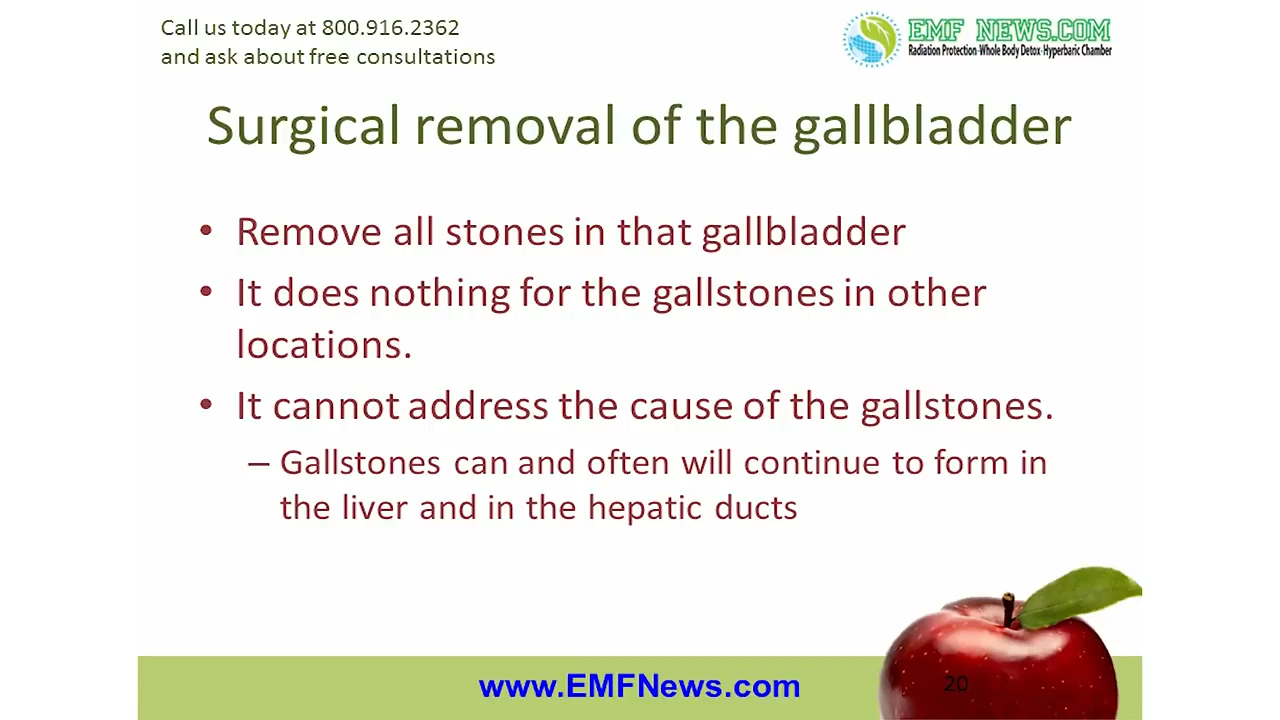 Call us today at 800.916.2362
and ask about free consultations
EMF NEWS.COM
Radiation Protection-Whole Body Detox-Hyperbaric Chamber
Surgical removal of the gallbladder
• Remove all stones in that gallbladder
• It does nothing for the gallstones in other
locations.
• It cannot address the cause of the gallstones.
– Gallstones can and often will continue to form in
the liver and in the hepatic ducts
www.EMFNews.com
20